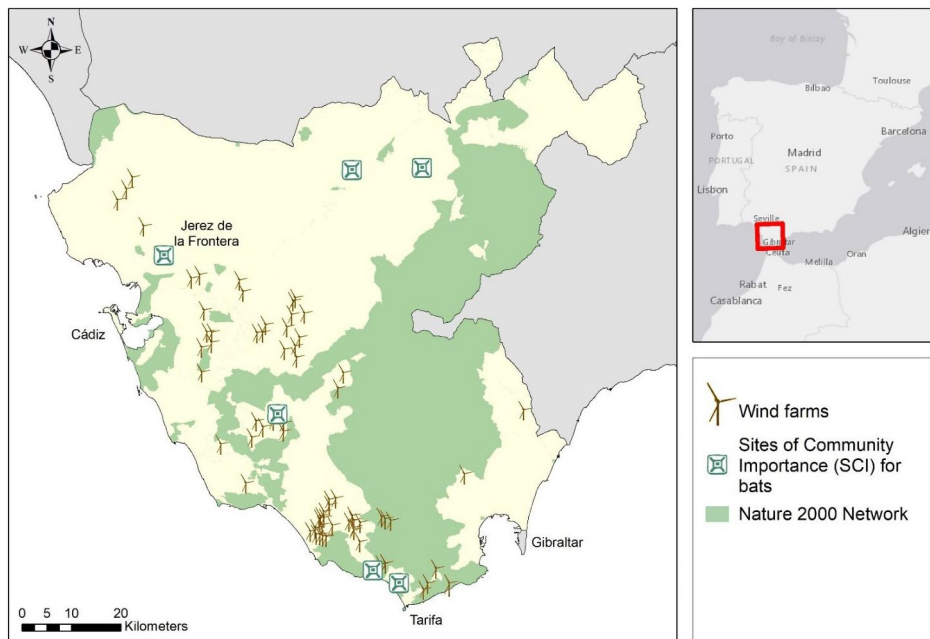 N
W
E
S
Jerez de
la Frontera
Cádiz
Gibraltar
Tarifa
0 5 10 20
Kilometers
Bay of Biscay
Toulouse
Bilbao
Porto
Barcelona
PORTUGAL
Madrid
SPAIN
Lisbon
Seville
Gibraltar
Algier
Ceuta
Melilla
Oran
Rabat
Fez
Casablanca
Wind farms
Sites of Community
Importance (SCI) for
bats
Nature 2000 Network